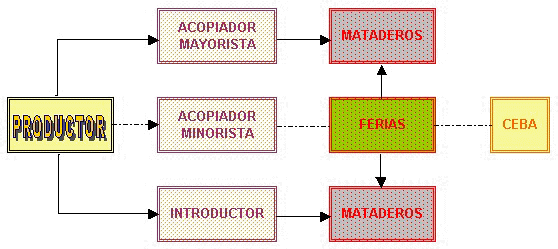 ACOPIADOR
MAYORISTA
MATADEROS
PRODUCTOR
ACOPIADOR
MINORISTA
FERIAS
CEBA
INTRODUCTOR
MATADEROS